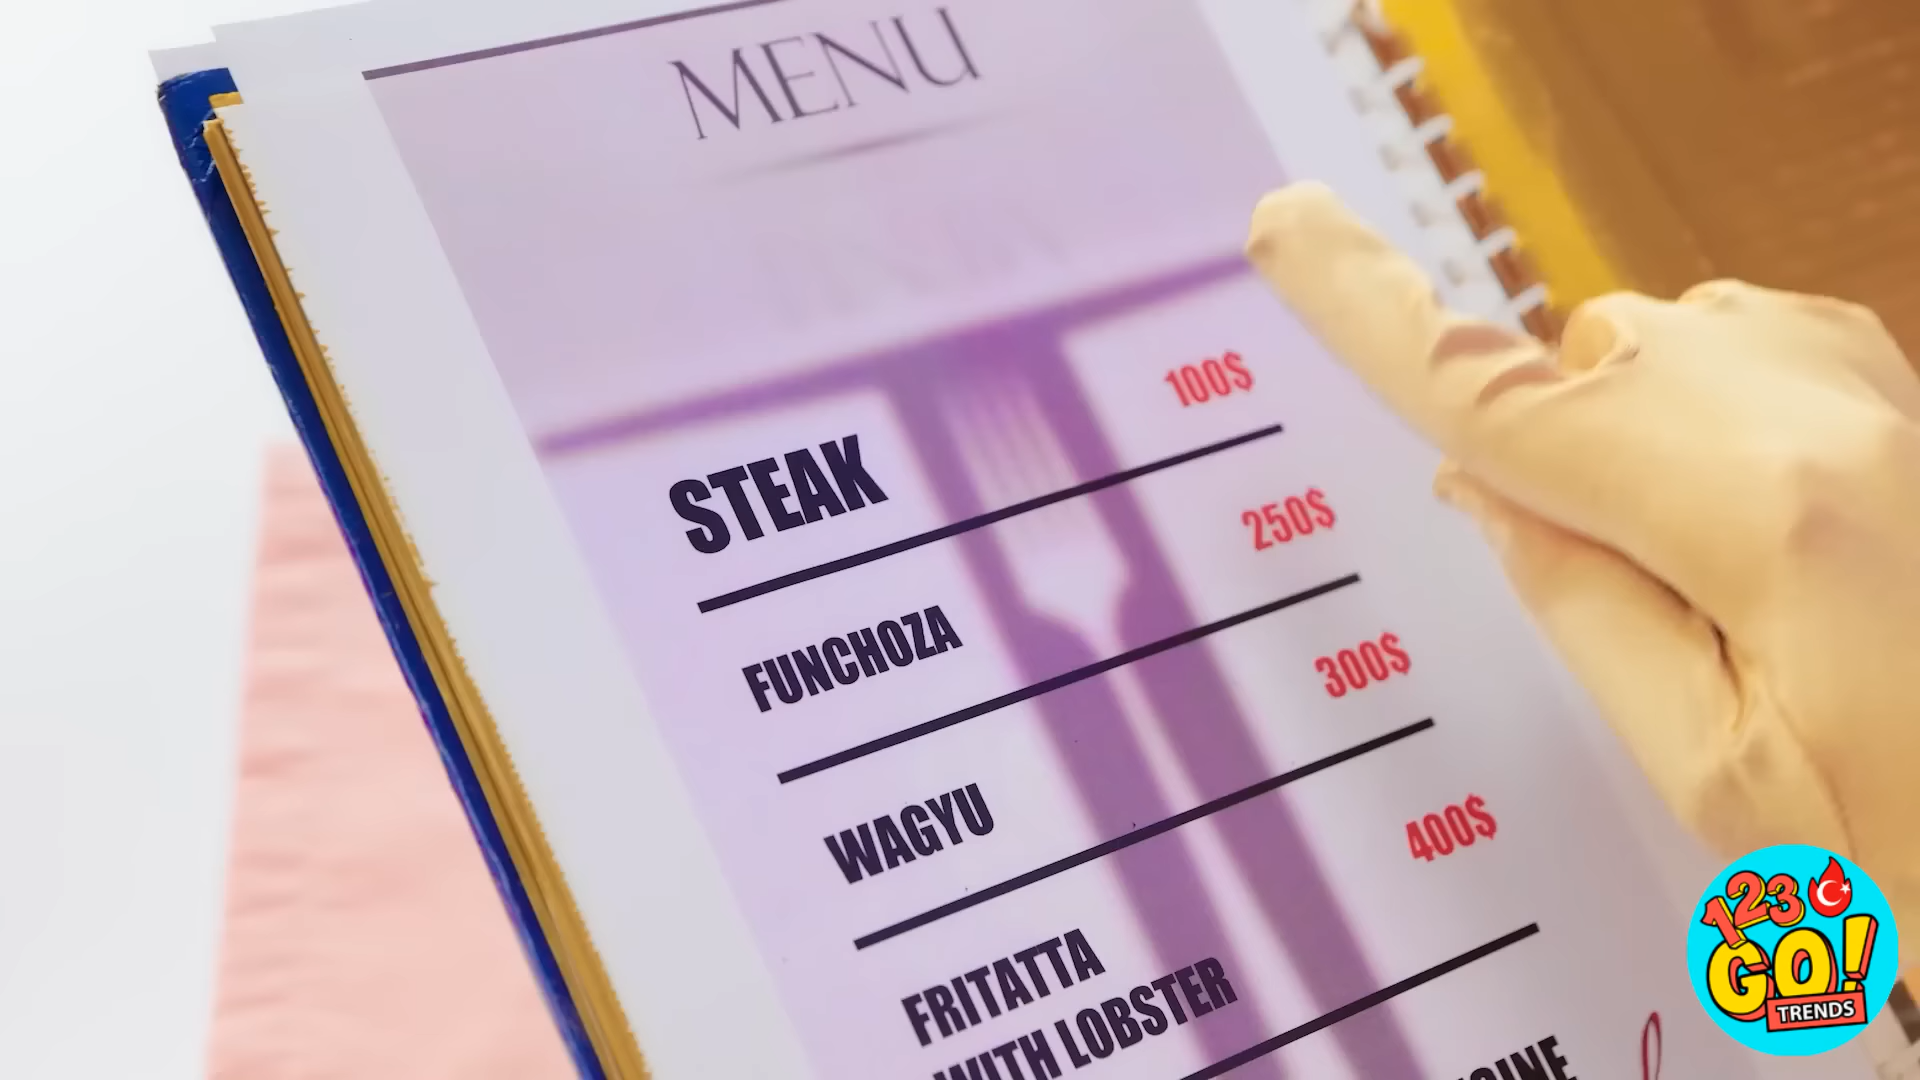 MENU
STEAK 100$
FUNCHOZA 250$
WAGYU 300$
FRITATTA 400$
WITH LOBSTER
123
GO!
TRENDS